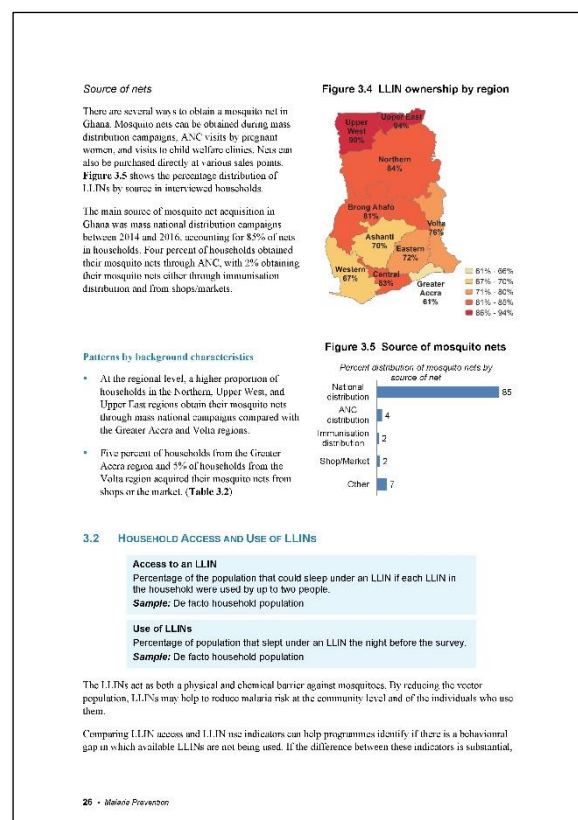 Source of nets
There are several ways to obtain a mosquito net in
Ghana. Mosquito nets can be obtained during mass
distribution campaigns, ANC visits by pregnant
women, and visits to child welfare clinics. Nets can
also be purchased directly at various sales points.
Figure 3.5 shows the percentage distribution of
LLINs by source in interviewed households.
The main source of mosquito net acquisition in
Ghana was mass national distribution campaigns
between 2014 and 2016, accounting for 85% of nets
in households. Four percent of households obtained
their mosquito nets through ANC, with 2% obtaining
their mosquito nets either through immunisation
distribution and from shops/markets.
Figure 3.4 LLIN ownership by region
Upper East
94%
Upper
West
90%
Northern
84%
Brong Ahafo
81%
Volta
76%
Ashanti
70%
Eastern
72%
Western
67%
Central
83%
Greater
Accra
61%
61% - 66%
67% - 70%
71% - 80%
81% - 85%
86% - 94%
Patterns by background characteristics
▪ At the regional level, a higher proportion of
households in the Northern, Upper West, and
Upper East regions obtain their mosquito nets
through mass national campaigns compared with
the Greater Accra and Volta regions.
▪ Five percent of households from the Greater
Accra region and 5% of households from the
Volta region acquired their mosquito nets from
shops or the market. (Table 3.2)
Figure 3.5 Source of mosquito nets
Percent distribution of mosquito nets by
source of net
National
distribution 85
ANC
distribution 4
Immunisation
distribution 2
Shop/Market 2
Other 7
3.2 HOUSEHOLD ACCESS AND USE OF LLINS
Access to an LLIN
Percentage of the population that could sleep under an LLIN if each LLIN in
the household were used by up to two people.
Sample: De facto household population
Use of LLINs
Percentage of population that slept under an LLIN the night before the survey.
Sample: De facto household population
The LLINs act as both a physical and chemical barrier against mosquitoes. By reducing the vector
population, LLINs may help to reduce malaria risk at the community level and of the individuals who use
them.
Comparing LLIN access and LLIN use indicators can help programmes identify if there is a behavioural
gap in which available LLINs are not being used. If the difference between these indicators is substantial,
26 • Malaria Prevention